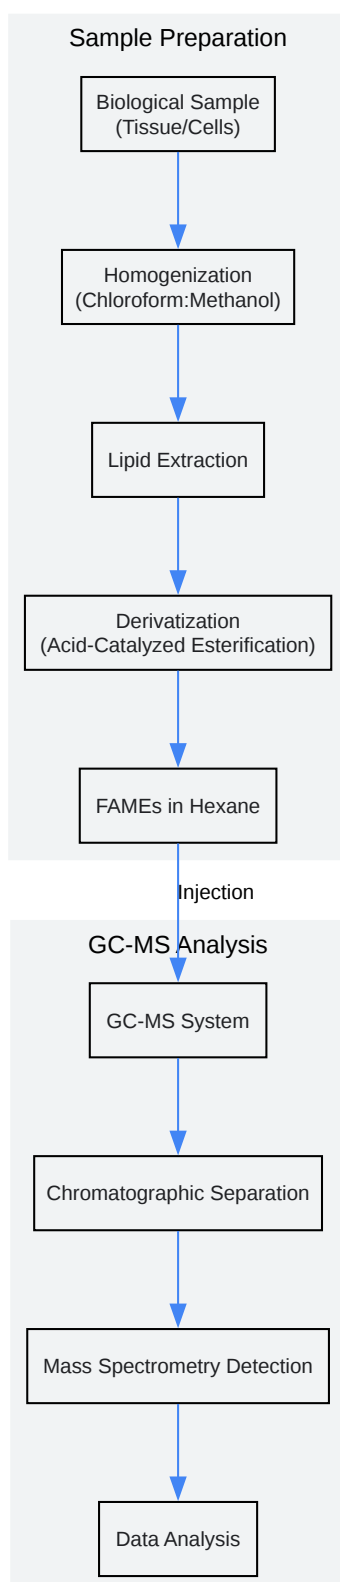 Sample Preparation
Biological Sample
(Tissue/Cells)
Homogenization
(Chloroform:Methanol)
Lipid Extraction
Derivatization
(Acid-Catalyzed Esterification)
FAMEs in Hexane
Injection
GC-MS Analysis
GC-MS System
Chromatographic Separation
Mass Spectrometry Detection
Data Analysis